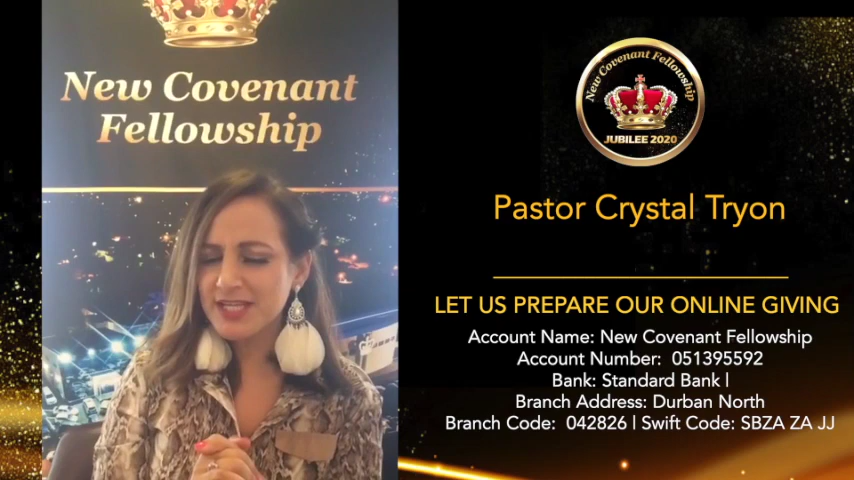 New Covenant
Fellowship
New Covenant Fellowship
JUBILEE 2020
Pastor Crystal Tryon
LET US PREPARE OUR ONLINE GIVING
Account Name: New Covenant Fellowship
Account Number: 051395592
Bank: Standard Bank |
Branch Address: Durban North
Branch Code: 042826 | Swift Code: SBZA ZA JJ